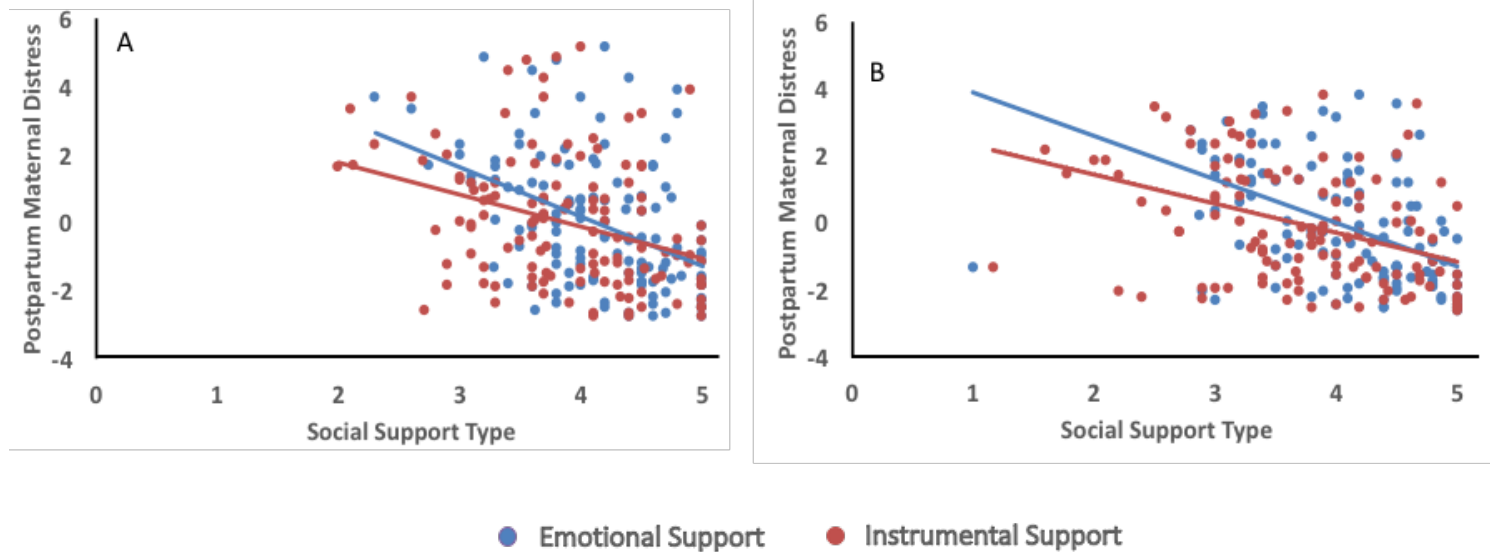 A
Postpartum Maternal Distress
6
4
2
0
-2
-4
0 1 2 3 4 5
Social Support Type
B
Postpartum Maternal Distress
6
4
2
0
-2
-4
0 1 2 3 4 5
Social Support Type
Emotional Support Instrumental Support